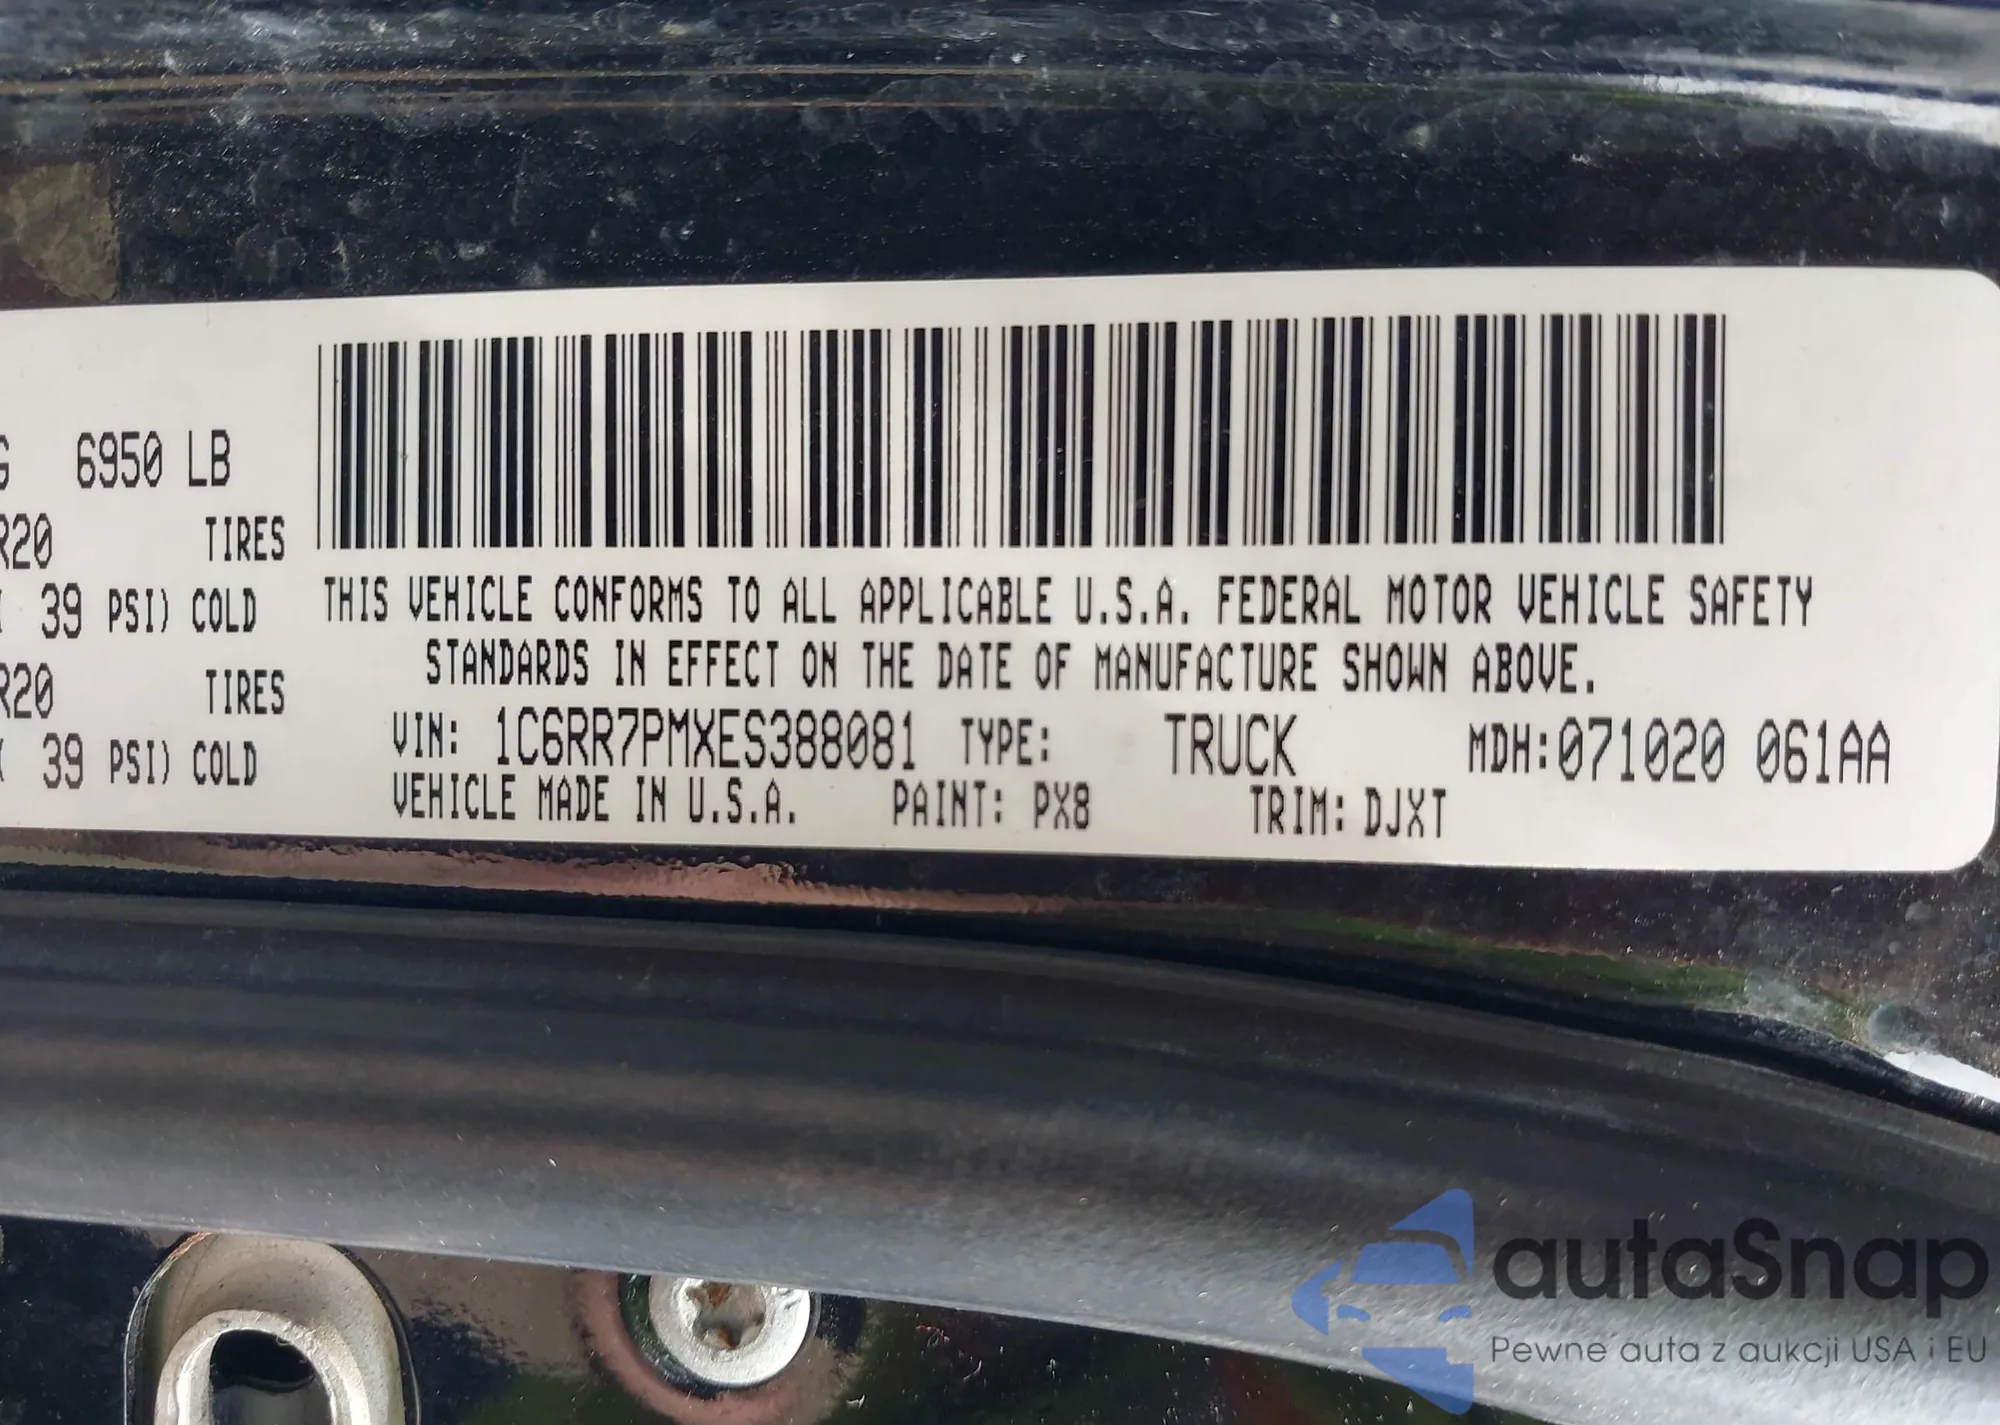 G 6950 LB
R20 TIRES
39 PSI) COLD
R20 TIRES
( 39 PSI) COLD
THIS VEHICLE CONFORMS TO ALL APPLICABLE U.S.A. FEDERAL MOTOR VEHICLE SAFETY
STANDARDS IN EFFECT ON THE DATE OF MANUFACTURE SHOWN ABOVE.
VIN: 1C6RR7PMXES388081 TYPE: TRUCK MDH:071020 061AA
VEHICLE MADE IN U.S.A. PAINT: PX8 TRIM: DJXT
autaSnap
Pewne auta z aukcji USA i EU